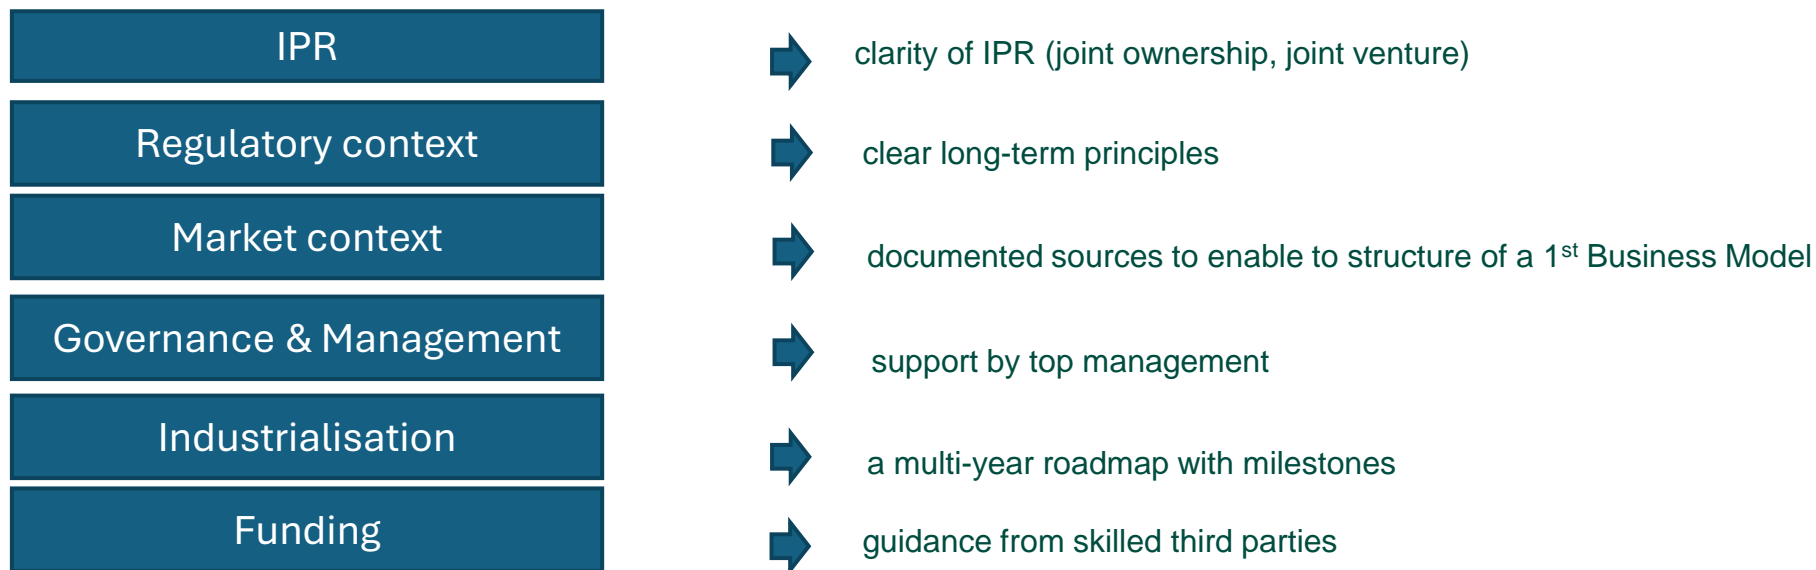 IPR
clarity of IPR (joint ownership, joint venture)
Regulatory context
clear long-term principles
Market context
documented sources to enable to structure of a 1st Business Model
Governance & Management
support by top management
Industrialisation
a multi-year roadmap with milestones
Funding
guidance from skilled third parties